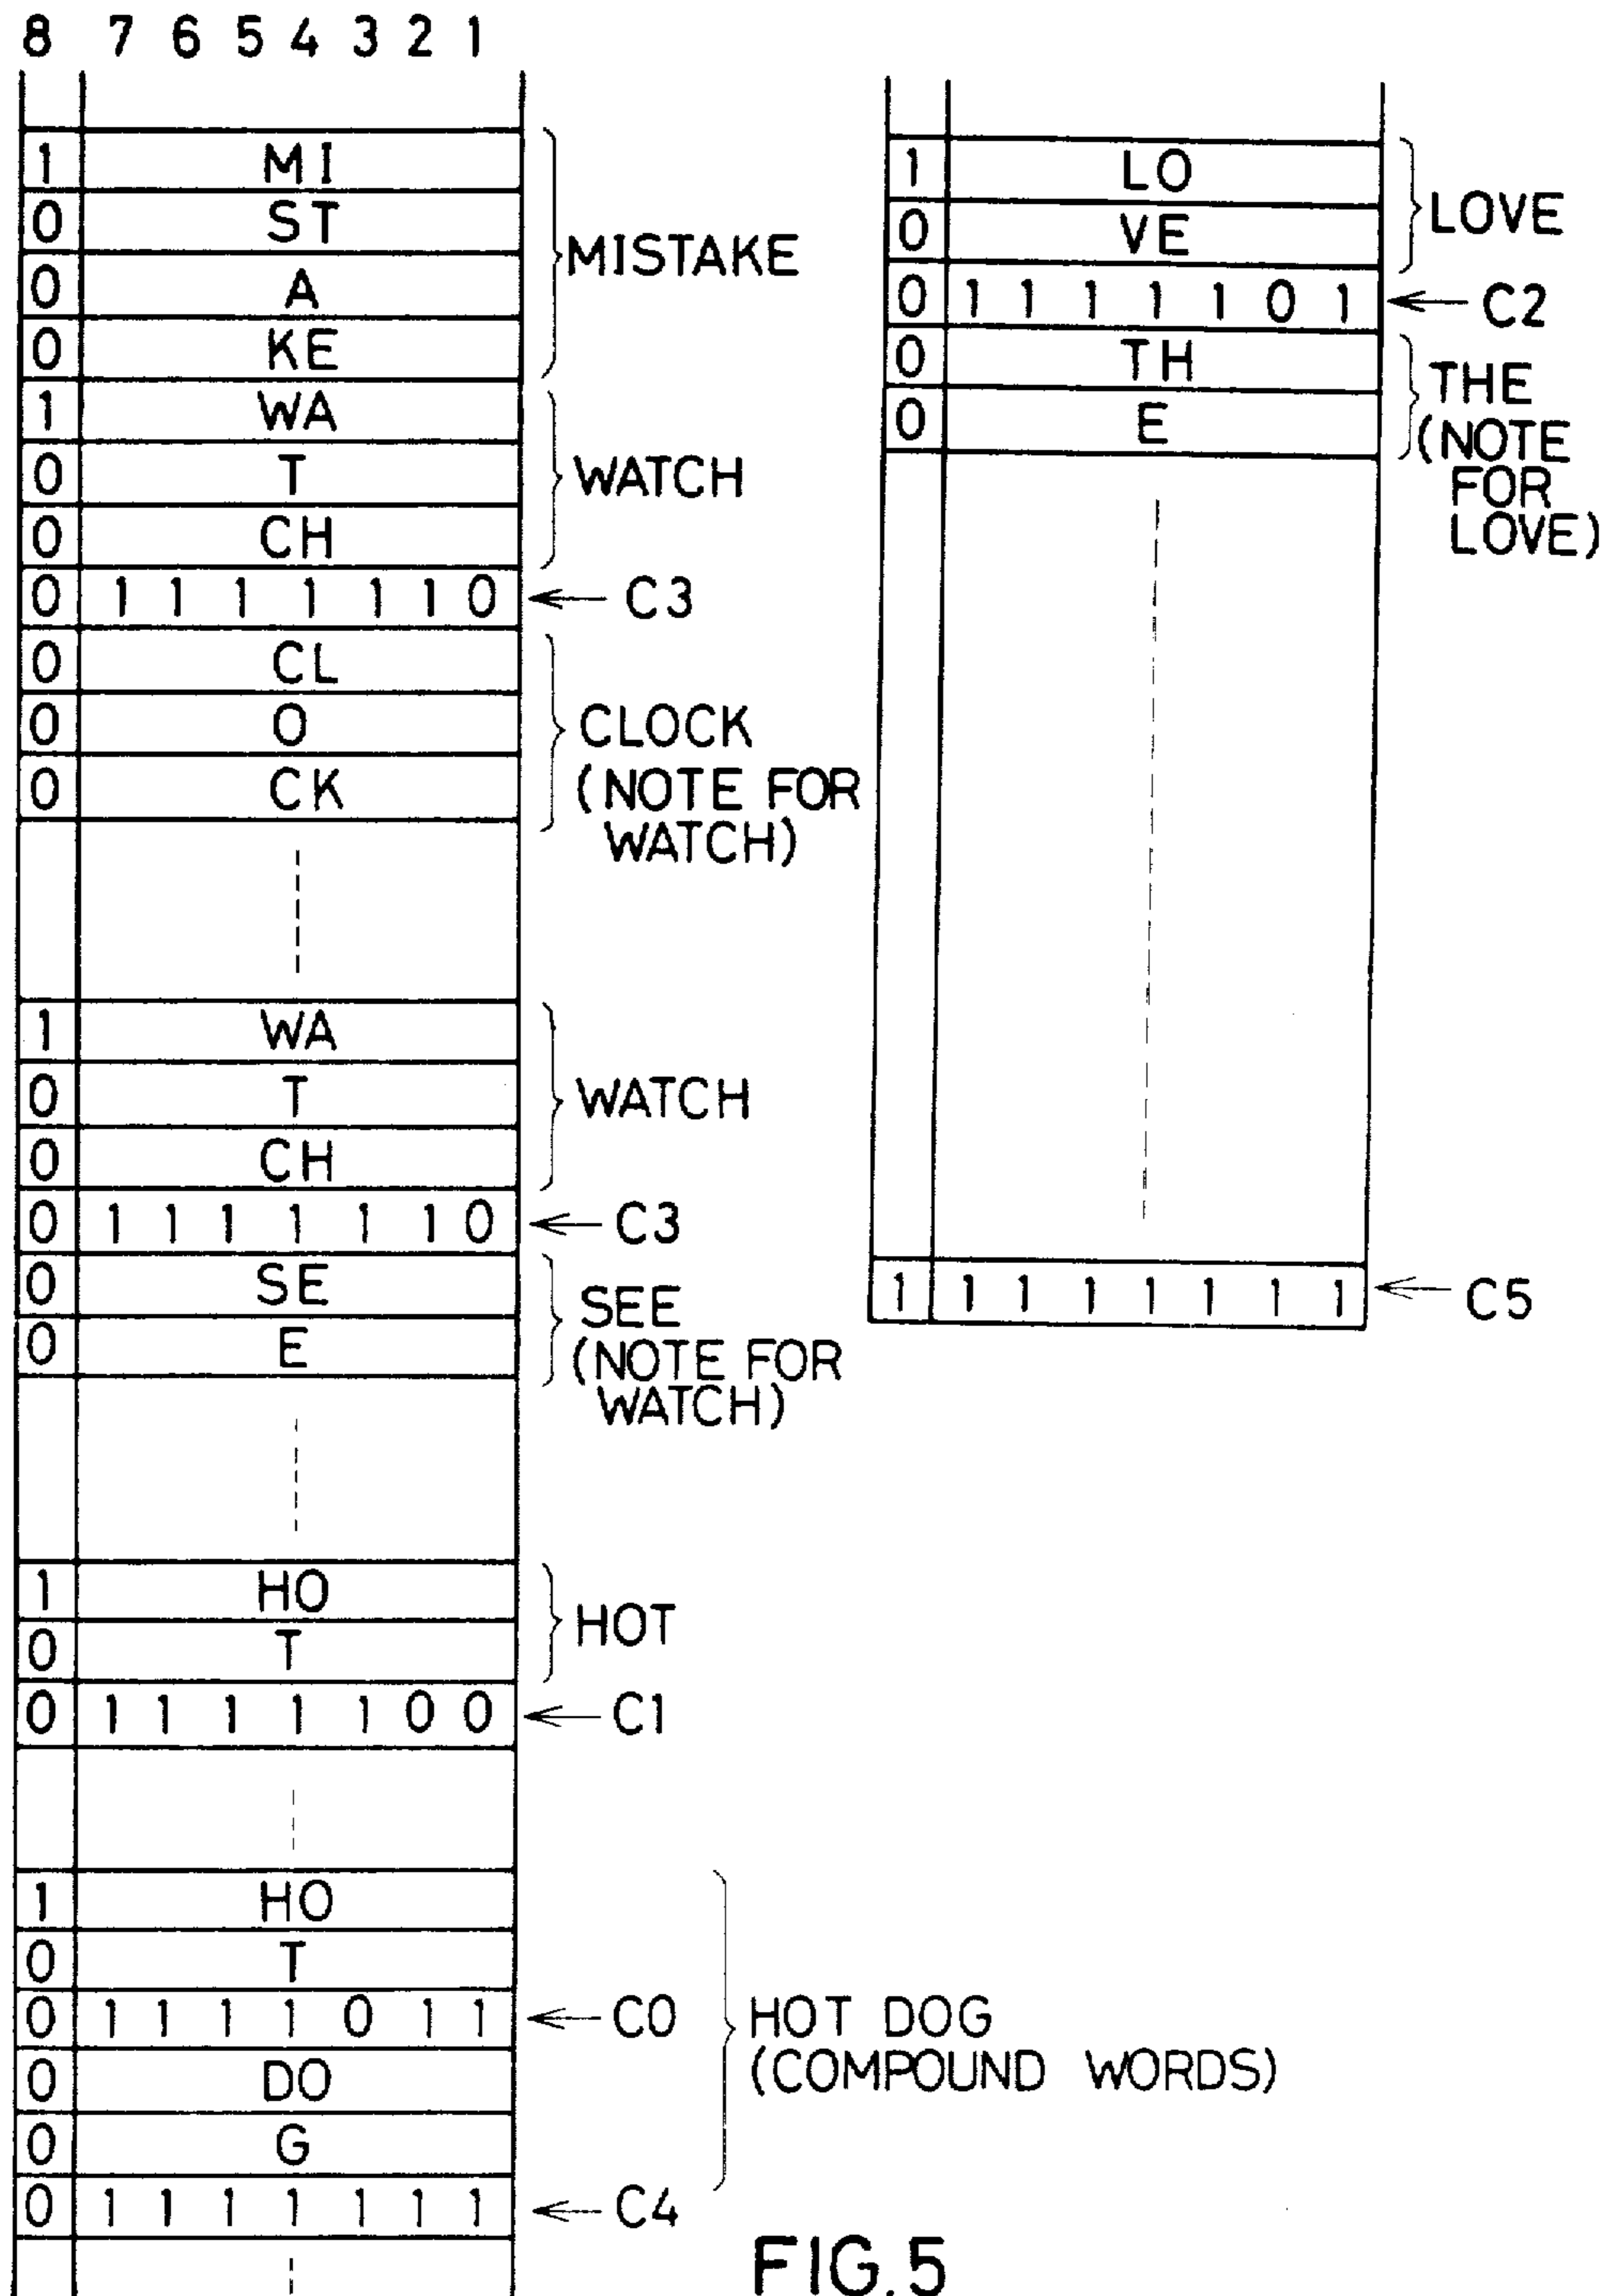 8 7 6 5 4 3 2 1
1 MI
0 ST
0 A
0 KE
MISTAKE
1 WA
0 T
0 CH
WATCH
0 1 1 1 1 1 1 0 ← C3
0 CL
0 O
0 CK
CLOCK
(NOTE FOR
WATCH)
1 WA
0 T
0 CH
WATCH
0 1 1 1 1 1 1 0 ← C3
0 SE
0 E
SEE
(NOTE FOR
WATCH)
1 HO
0 T
HOT
0 1 1 1 1 1 0 0 ← C1
1 HO
0 T
0 1 1 1 1 0 1 1 ← C0
0 DO
0 G
0 1 1 1 1 1 1 1 ← C4
HOT DOG
(COMPOUND WORDS)
1 LO
0 VE
LOVE
0 1 1 1 1 1 0 1 ← C2
0 TH
0 E
THE
(NOTE
FOR
LOVE)
1 1 1 1 1 1 1 1 ← C5
FIG.5